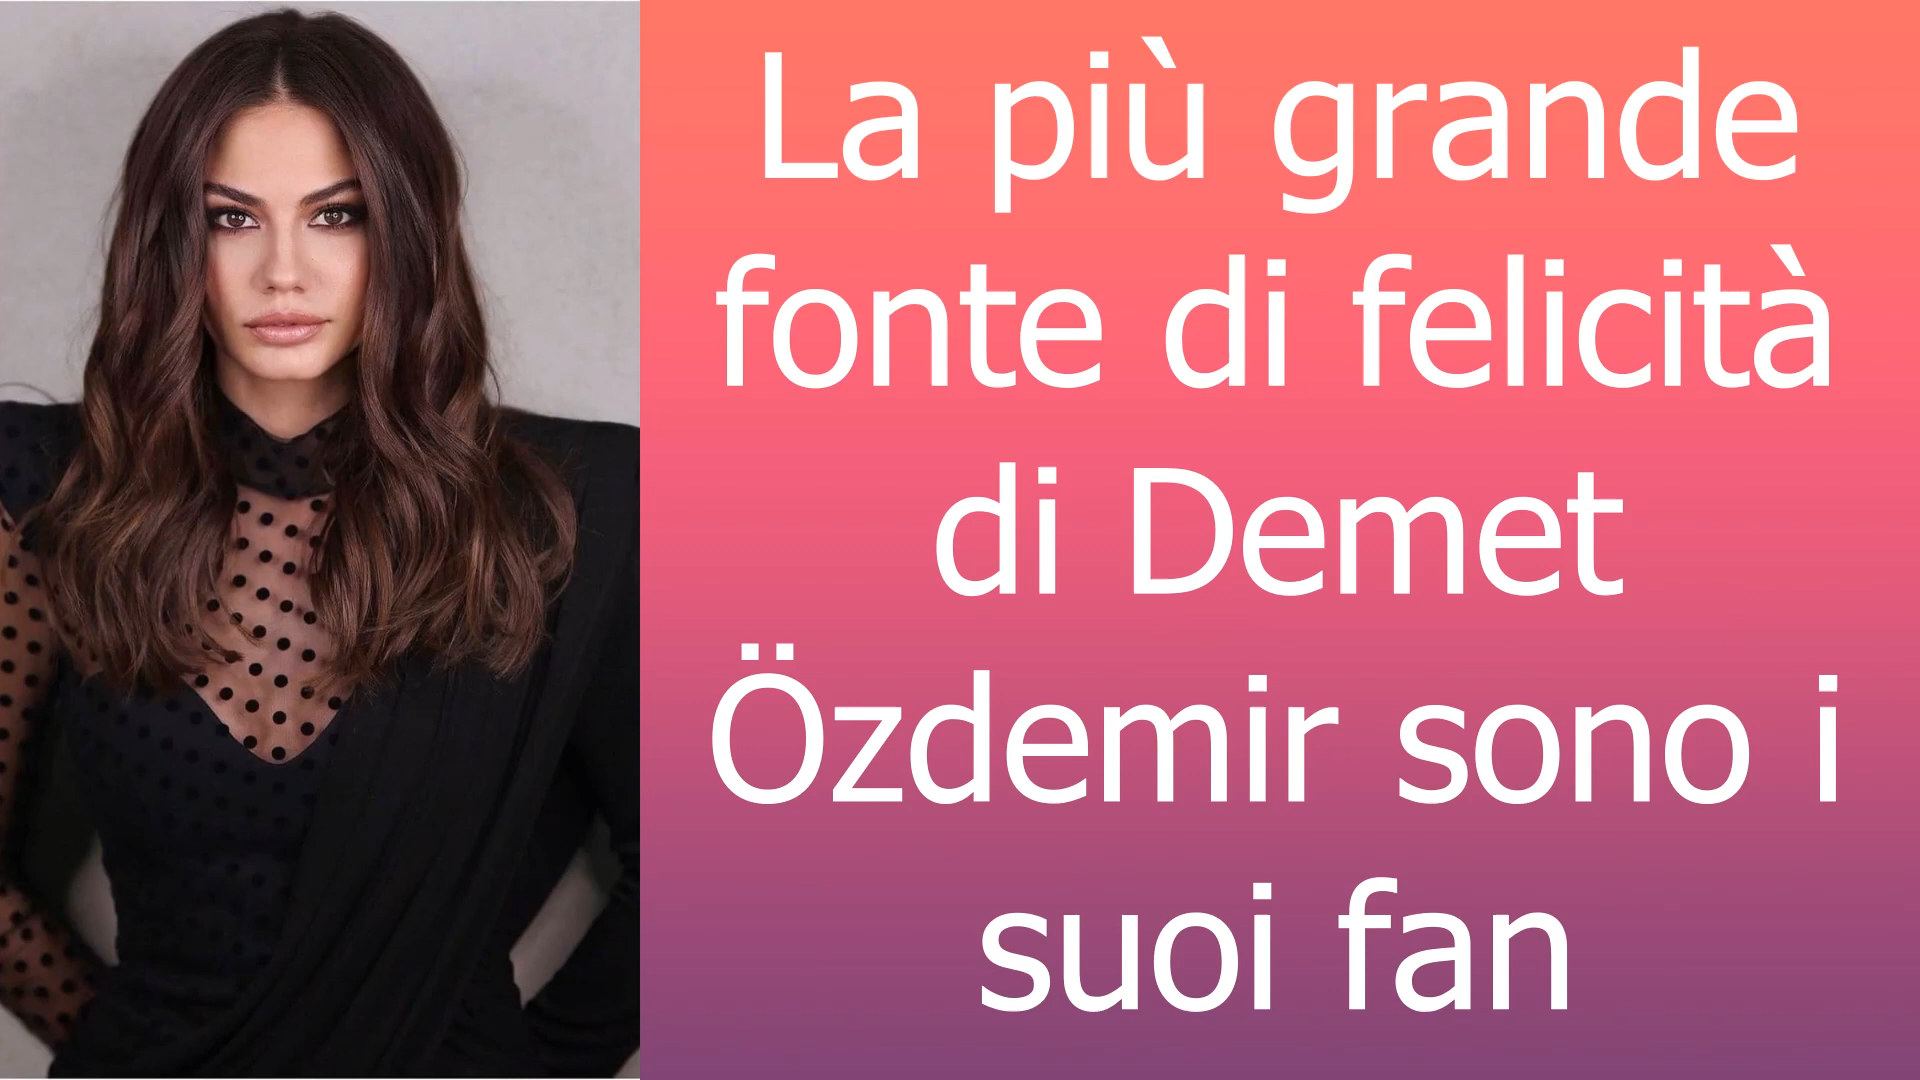 La più grande
fonte di felicità
di Demet
Özdemir sono i
suoi fan